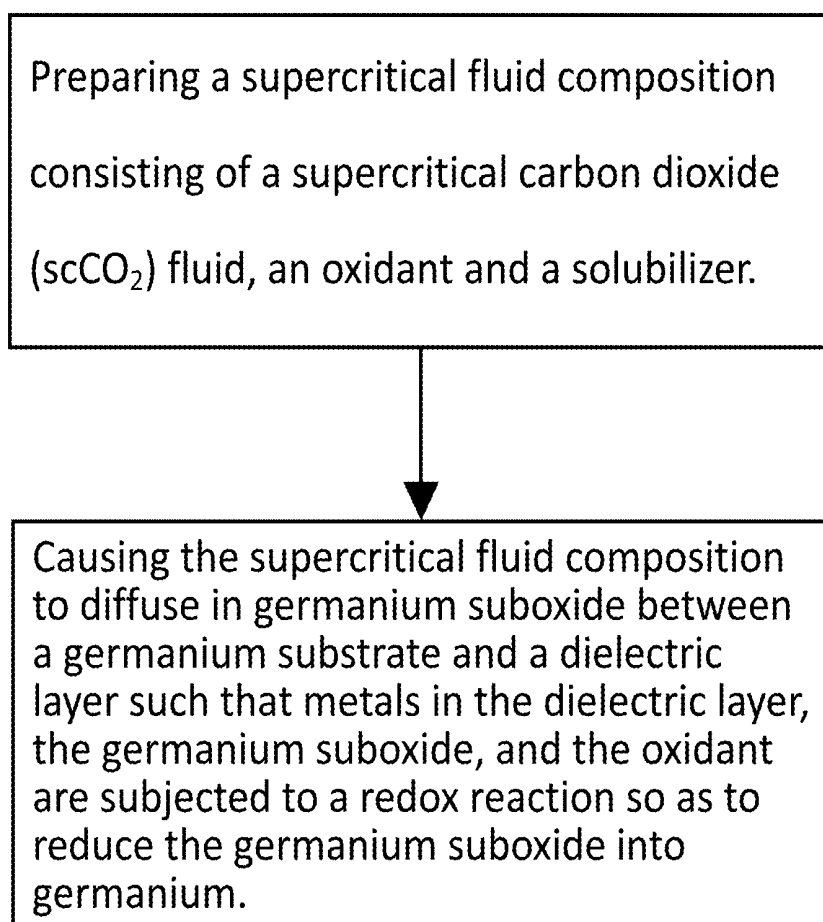 Preparing a supercritical fluid composition
consisting of a supercritical carbon dioxide
(scCO₂) fluid, an oxidant and a solubilizer.
Causing the supercritical fluid composition
to diffuse in germanium suboxide between
a germanium substrate and a dielectric
layer such that metals in the dielectric layer,
the germanium suboxide, and the oxidant
are subjected to a redox reaction so as to
reduce the germanium suboxide into
germanium.